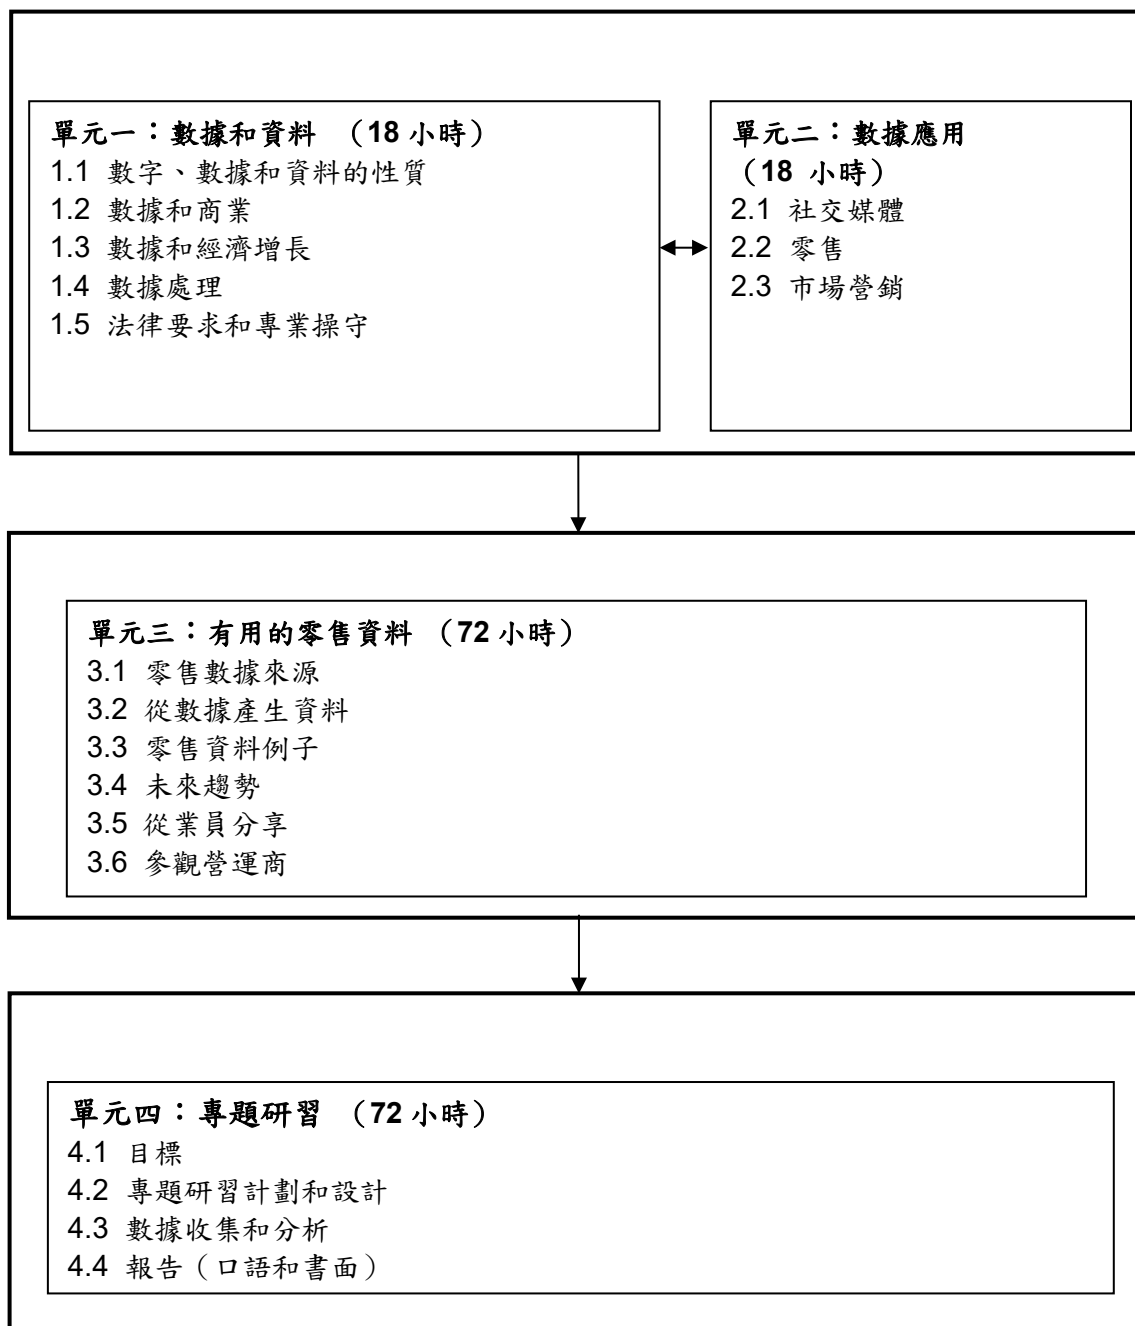 單元一：數據和資料 （18 小時）
1.1 數字、數據和資料的性質
1.2 數據和商業
1.3 數據和經濟增長
1.4 數據處理
1.5 法律要求和專業操守
單元二：數據應用
（18 小時）
2.1 社交媒體
2.2 零售
2.3 市場營銷
單元三：有用的零售資料 （72 小時）
3.1 零售數據來源
3.2 從數據產生資料
3.3 零售資料例子
3.4 未來趨勢
3.5 從業員分享
3.6 參觀營運商
單元四：專題研習 （72 小時）
4.1 目標
4.2 專題研習計劃和設計
4.3 數據收集和分析
4.4 報告（口語和書面）